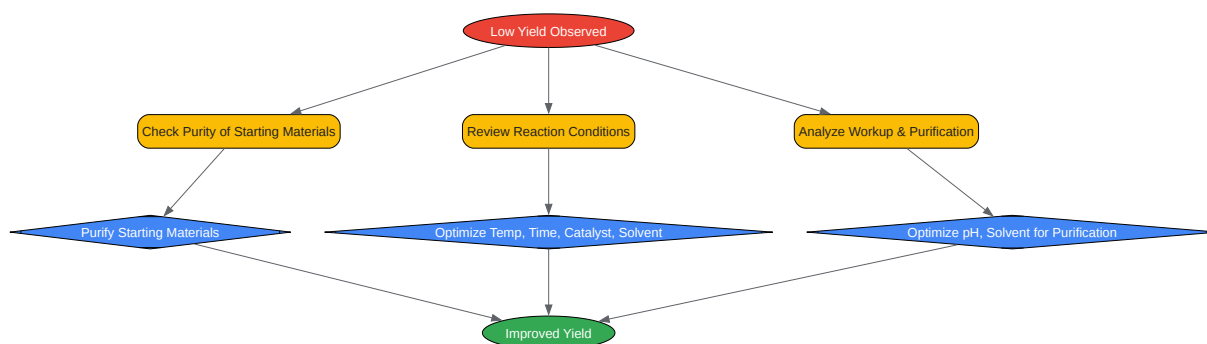 Low Yield Observed
Check Purity of Starting Materials
Review Reaction Conditions
Analyze Workup & Purification
Purify Starting Materials
Optimize Temp, Time, Catalyst, Solvent
Optimize pH, Solvent for Purification
Improved Yield